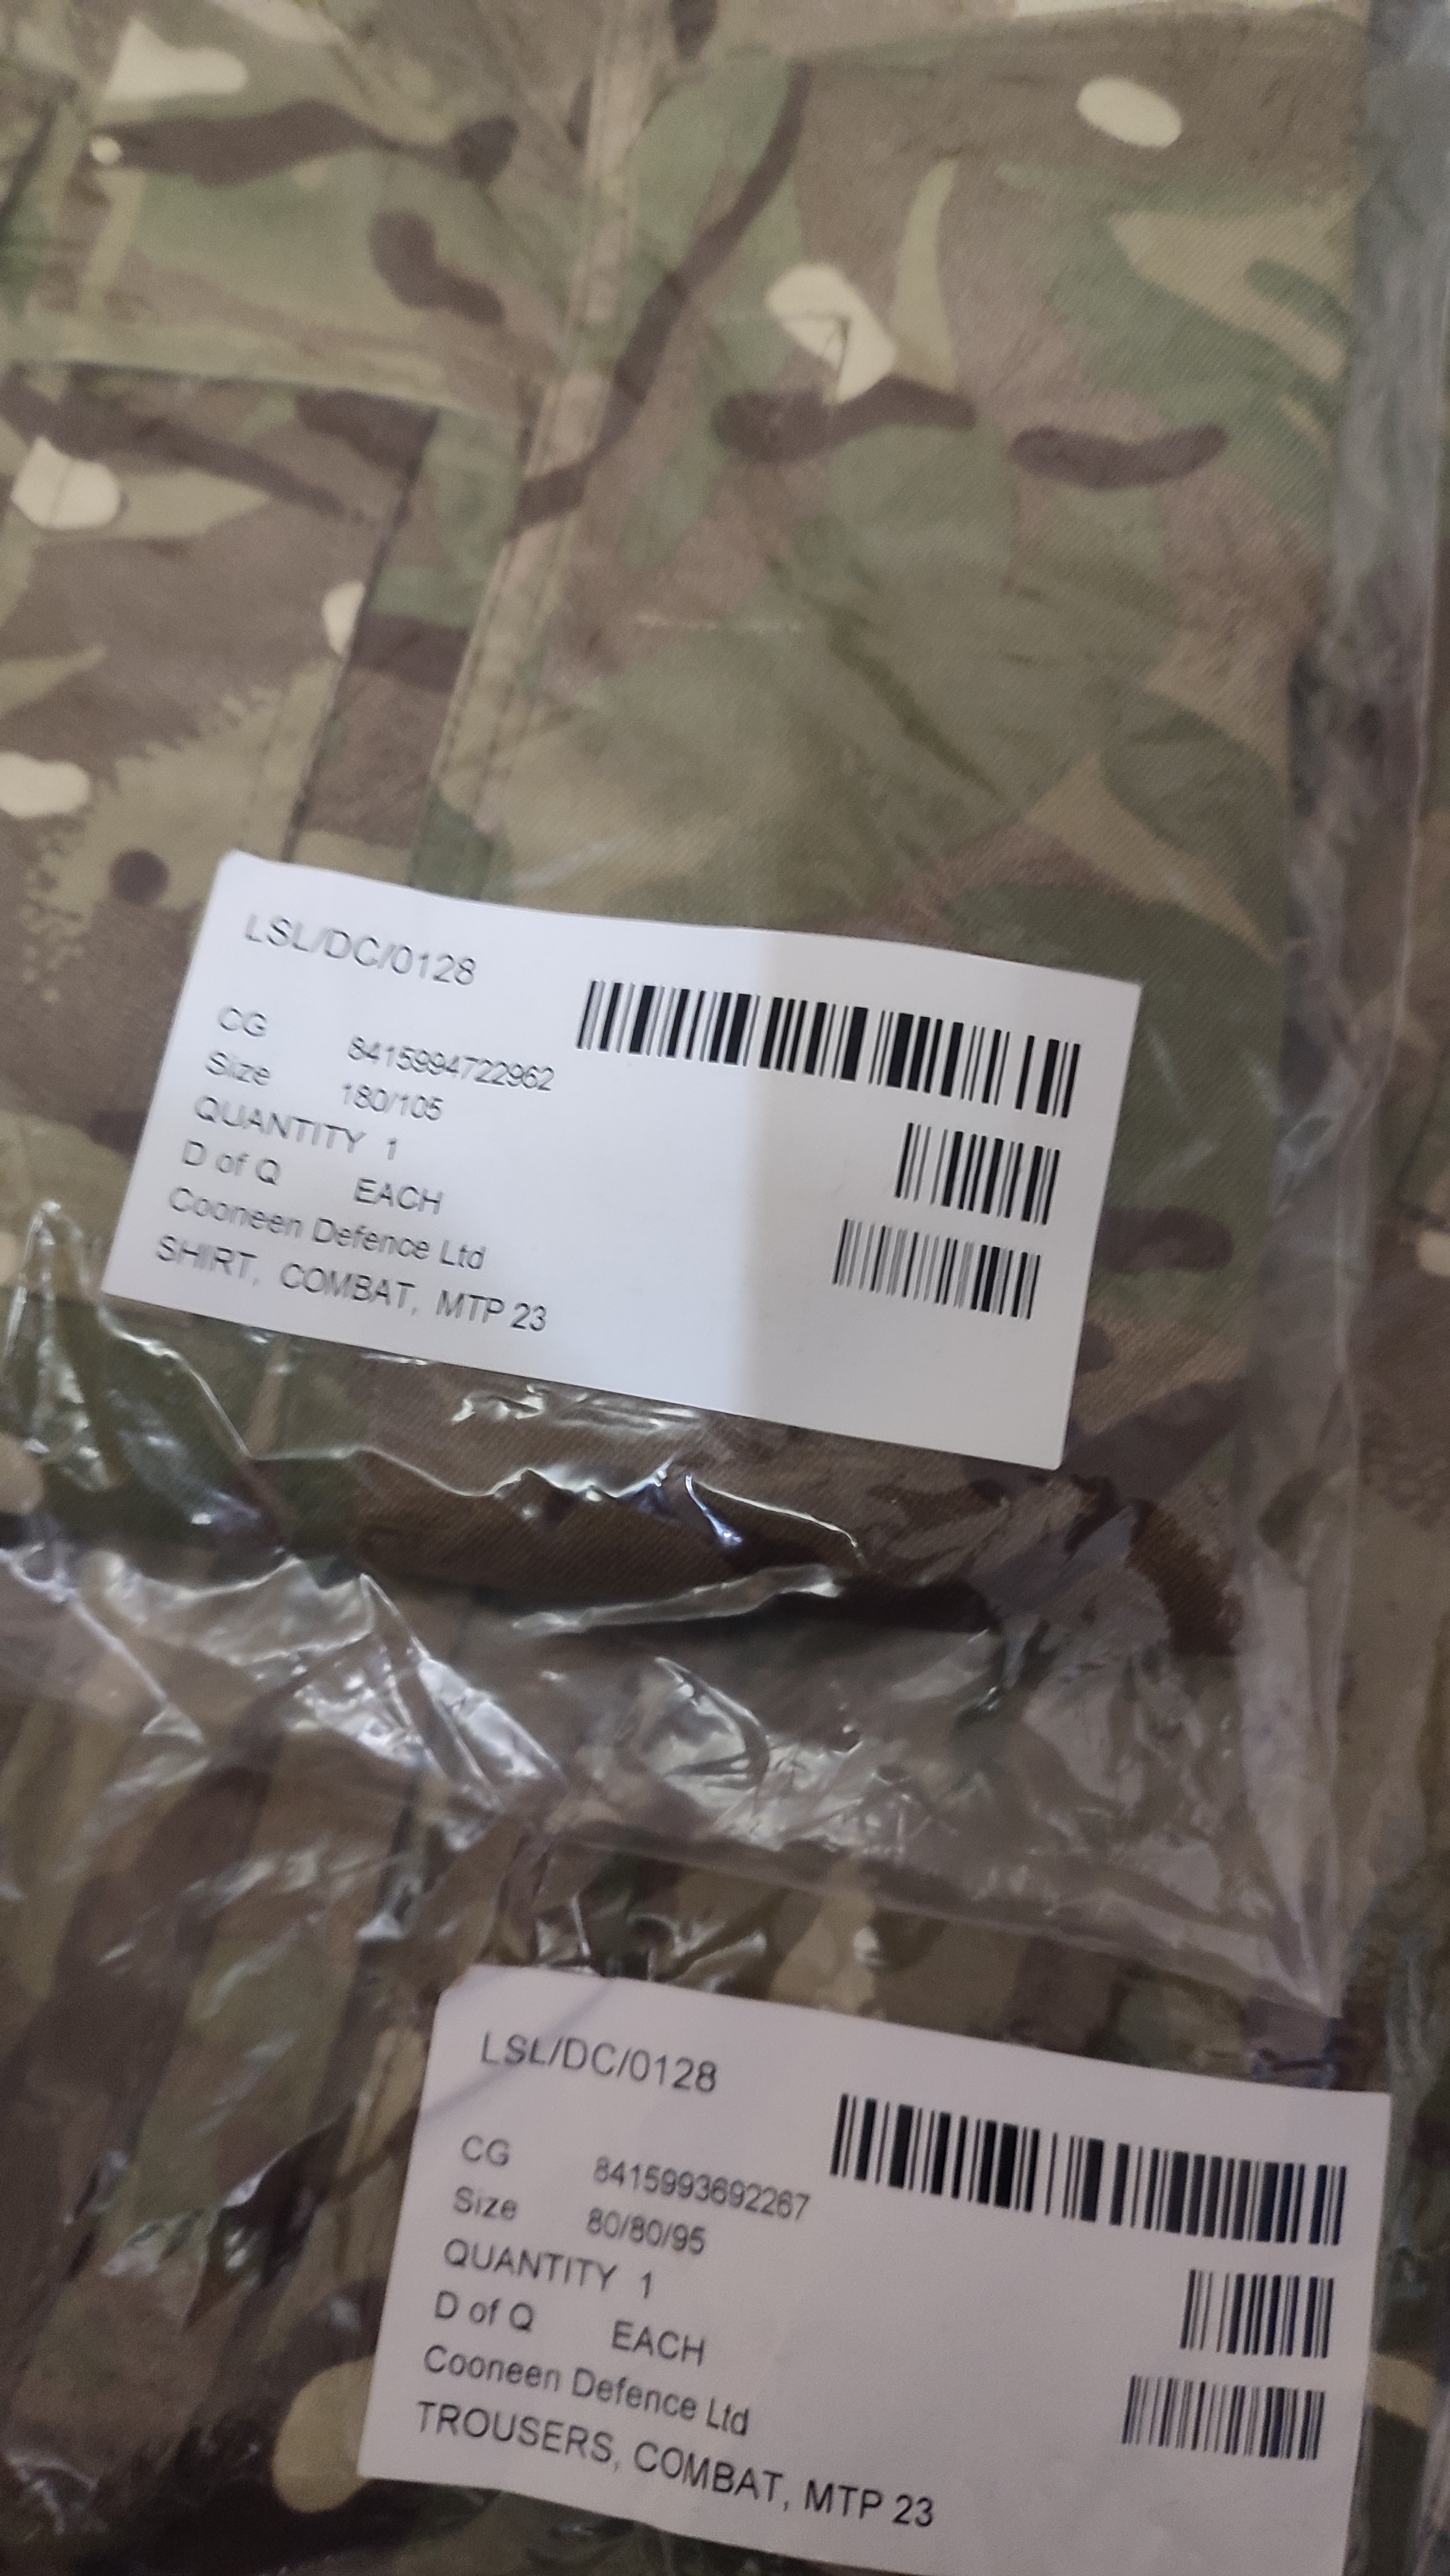 LSL/DC/0128
CG 8415994722962
Size 180/105
QUANTITY 1
D of Q EACH
Cooneen Defence Ltd
SHIRT, COMBAT, MTP 23
LSL/DC/0128
CG 8415993692267
Size 80/80/95
QUANTITY 1
D of Q EACH
Cooneen Defence Ltd
TROUSERS, COMBAT, MTP 23